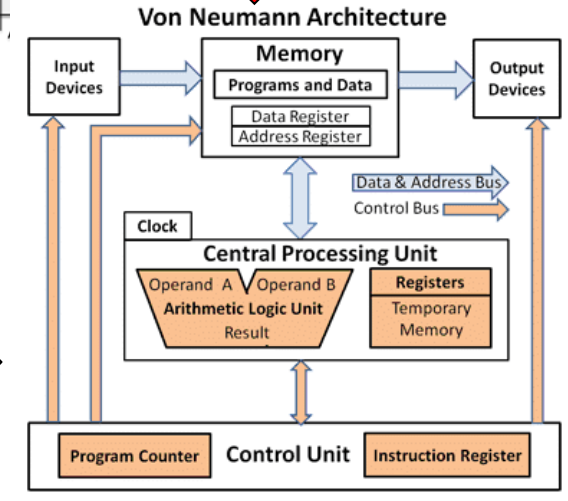 Von Neumann Architecture
Input
Devices
Memory
Programs and Data
Data Register
Address Register
Output
Devices
Data & Address Bus
Control Bus
Clock
Central Processing Unit
Operand A
Operand B
Arithmetic Logic Unit
Result
Registers
Temporary
Memory
Program Counter
Control Unit
Instruction Register